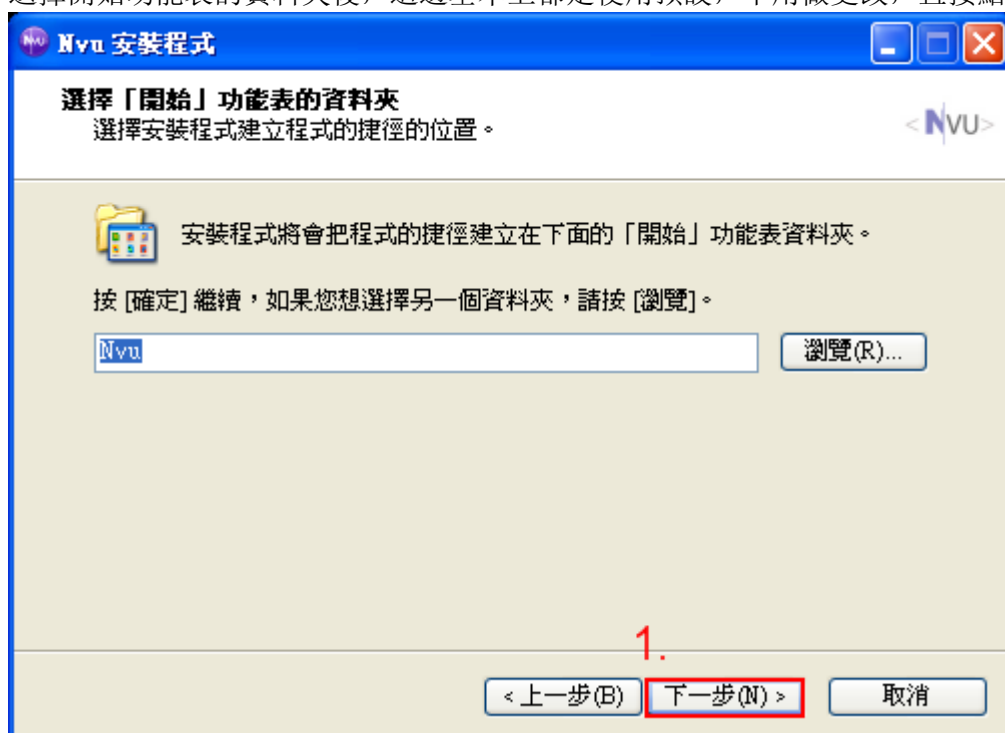 Nvu 安裝程式
選擇「開始」功能表的資料夾
選擇安裝程式建立程式的捷徑的位置。
<NVU>
安裝程式將會把程式的捷徑建立在下面的「開始」功能表資料夾。
按 [確定] 繼續，如果您想選擇另一個資料夾，請按 [瀏覽]。
Nvu
瀏覽(R)...
1.
<上一步(B)
下一步(N) >
取消